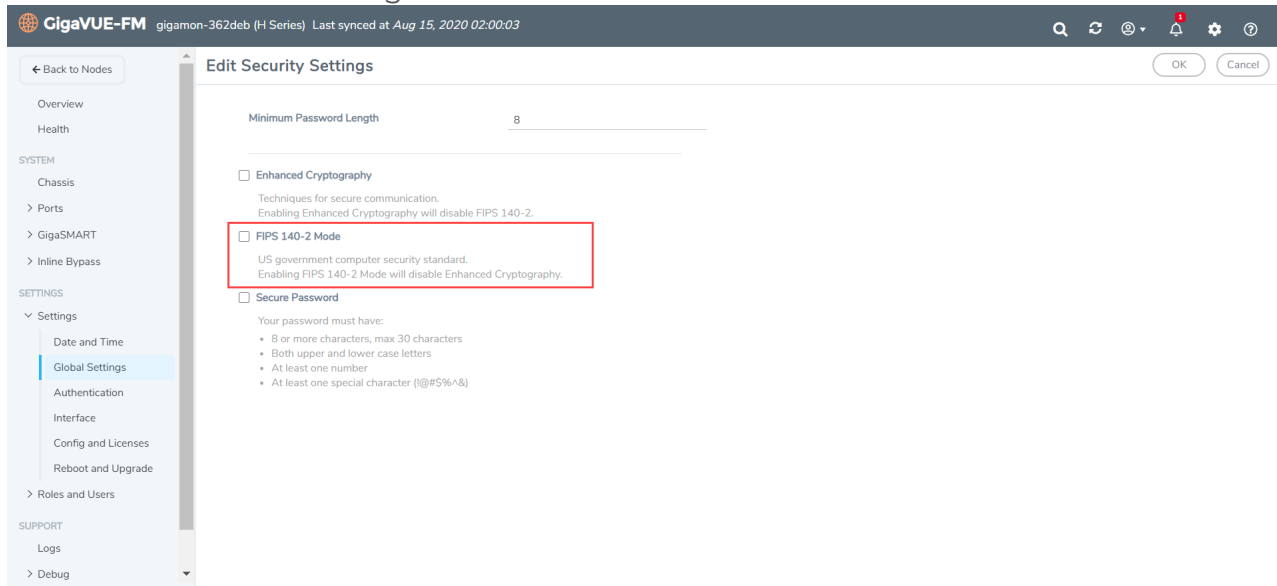 GigaVUE-FM gigamon-362deb (H Series) Last synced at Aug 15, 2020 02:00:03
1
Back to Nodes
Edit Security Settings
OK
Cancel
Overview
Health
SYSTEM
Chassis
Ports
GigaSMART
Inline Bypass
SETTINGS
Settings
Date and Time
Global Settings
Authentication
Interface
Config and Licenses
Reboot and Upgrade
Roles and Users
SUPPORT
Logs
Debug
Minimum Password Length 8
Enhanced Cryptography
Techniques for secure communication.
Enabling Enhanced Cryptography will disable FIPS 140-2.
FIPS 140-2 Mode
US government computer security standard.
Enabling FIPS 140-2 Mode will disable Enhanced Cryptography.
Secure Password
Your password must have:
• 8 or more characters, max 30 characters
• Both upper and lower case letters
• At least one number
• At least one special character (!@#$%^&)